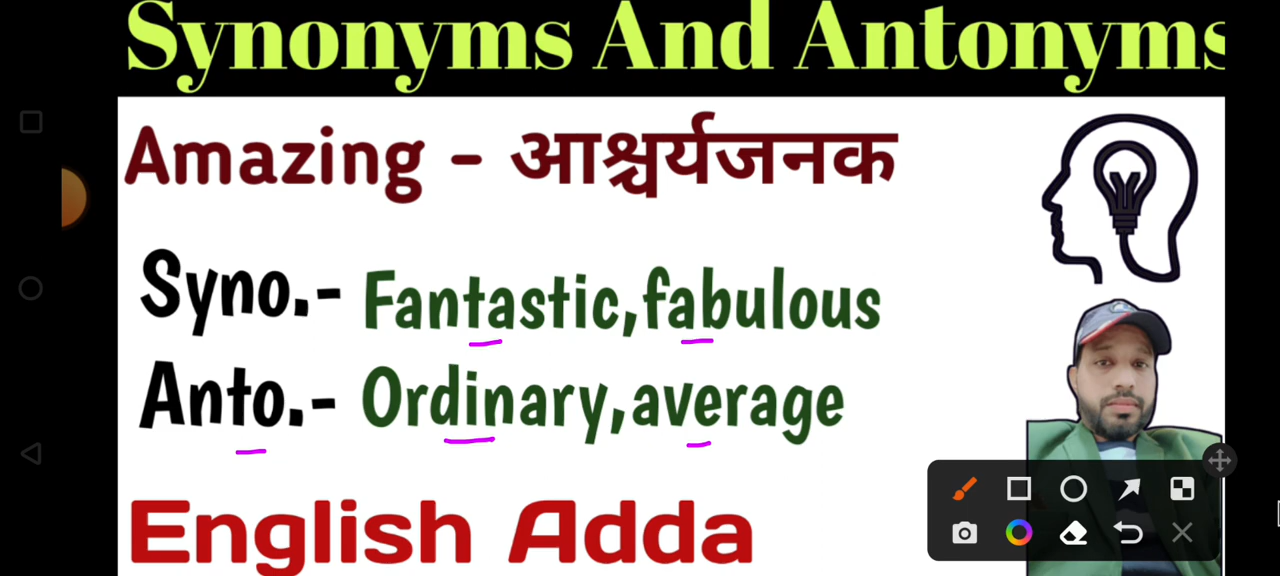 Synonyms And Antonyms
Amazing - आश्चर्यजनक
Syno.- Fantastic,fabulous
Anto.- Ordinary,average
English Adda